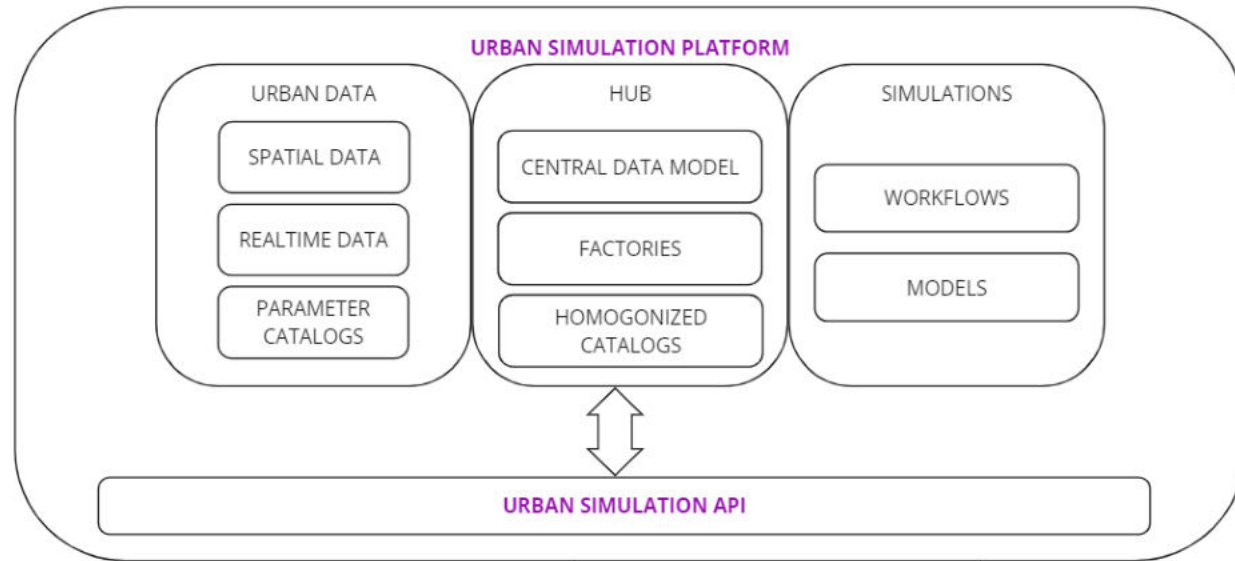 URBAN SIMULATION PLATFORM
URBAN DATA
SPATIAL DATA
REALTIME DATA
PARAMETER
CATALOGS
HUB
CENTRAL DATA MODEL
FACTORIES
HOMOGONIZED
CATALOGS
SIMULATIONS
WORKFLOWS
MODELS
URBAN SIMULATION API